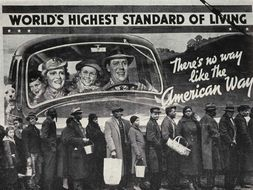 WORLD'S HIGHEST STANDARD OF LIVING
There's no way
like the
American Way